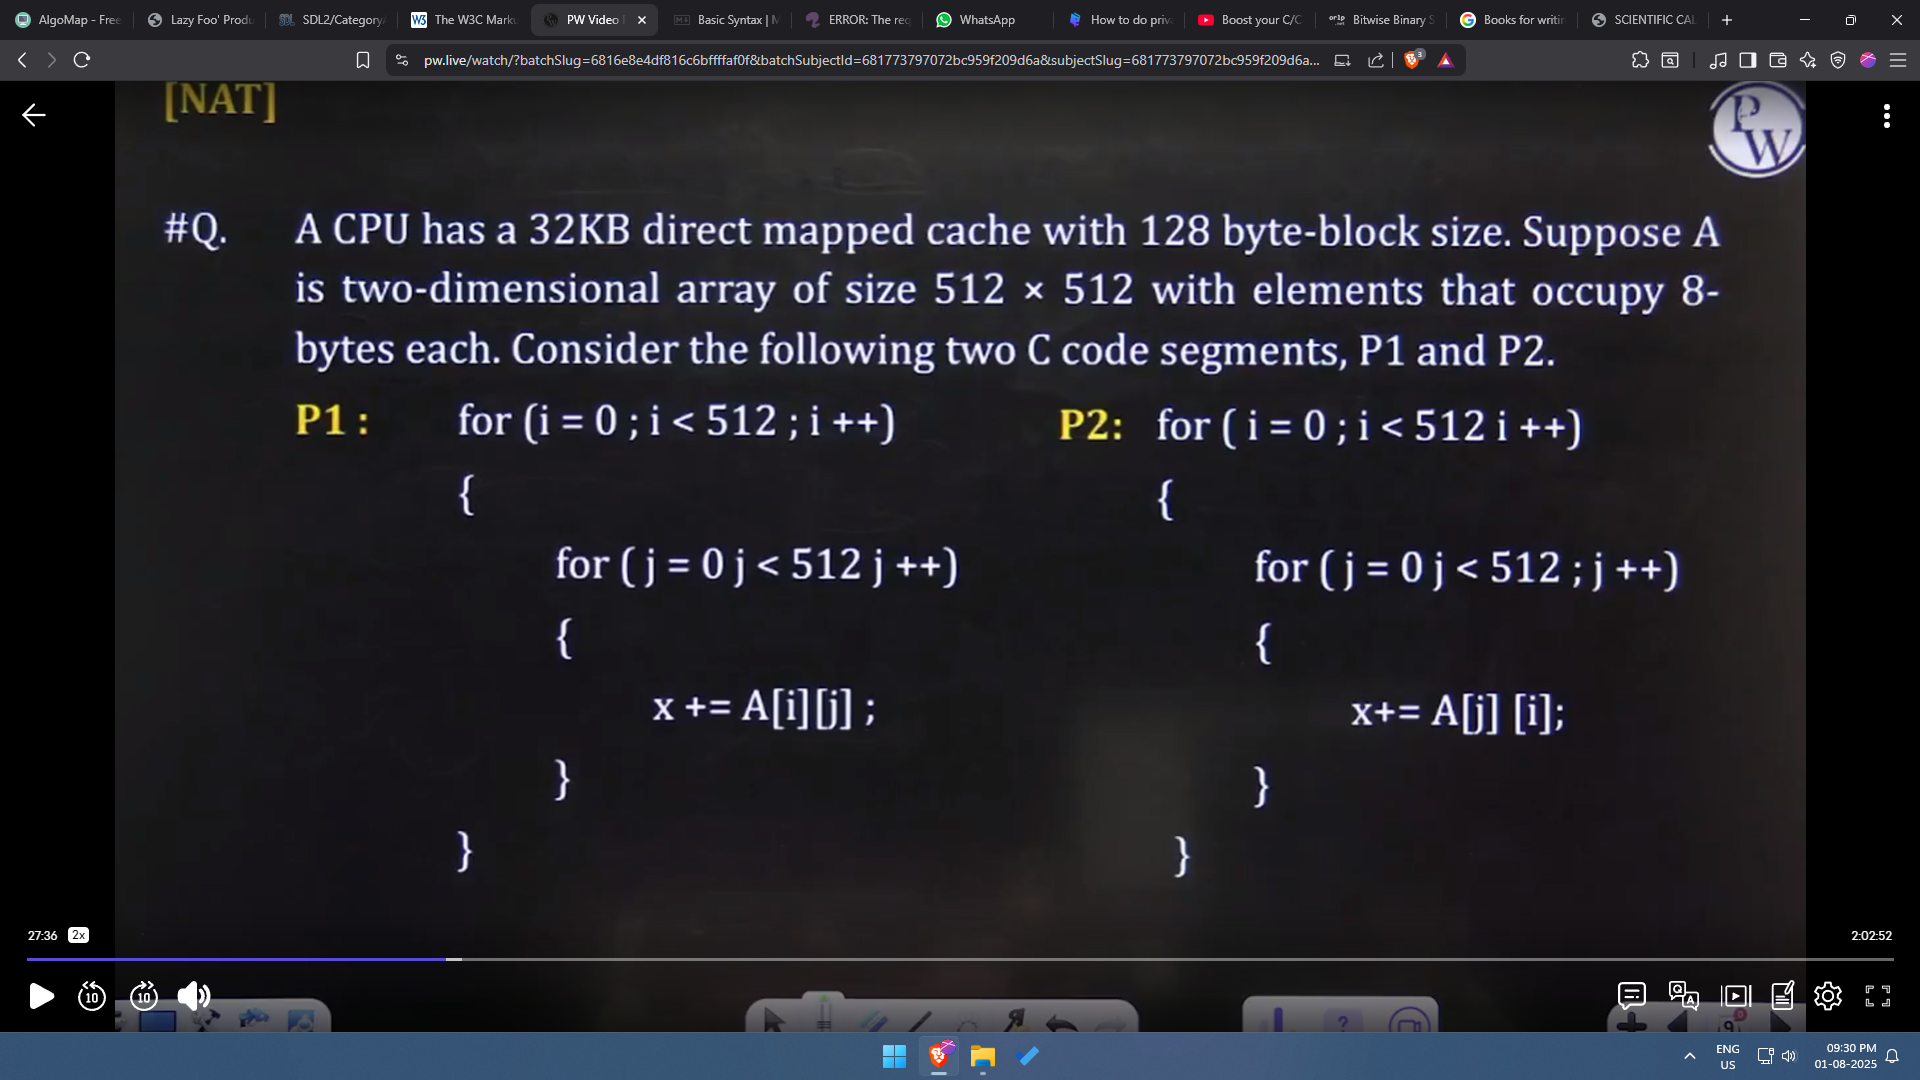 AlgoMap - Free
Lazy Foo' Produ
SDL2/Category
The W3C Marku
PW Video
Basic Syntax | M
ERROR: The req
WhatsApp
How to do priv
Boost your C/C
Bitwise Binary S
Books for writin
SCIENTIFIC CAL
pw.live/watch/?batchSlug=6816e8e4df816c6bffffaf0f&batchSubjectId=681773797072bc959f209d6a&subjectSlug=681773797072bc959f209d6a...
3
[NAT]
PW
#Q. A CPU has a 32KB direct mapped cache with 128 byte-block size. Suppose A
is two-dimensional array of size 512 × 512 with elements that occupy 8-
bytes each. Consider the following two C code segments, P1 and P2.
P1 : for (i = 0 ; i < 512 ; i ++)
{
for ( j = 0 j < 512 j ++)
{
x += A[i][j] ;
}
}
P2: for ( i = 0 ; i < 512 i ++)
{
for ( j = 0 j < 512 ; j ++)
{
x+= A[j] [i];
}
}
27:36 2x
2:02:52
10 10
ENG
US
09:30 PM
01-08-2025